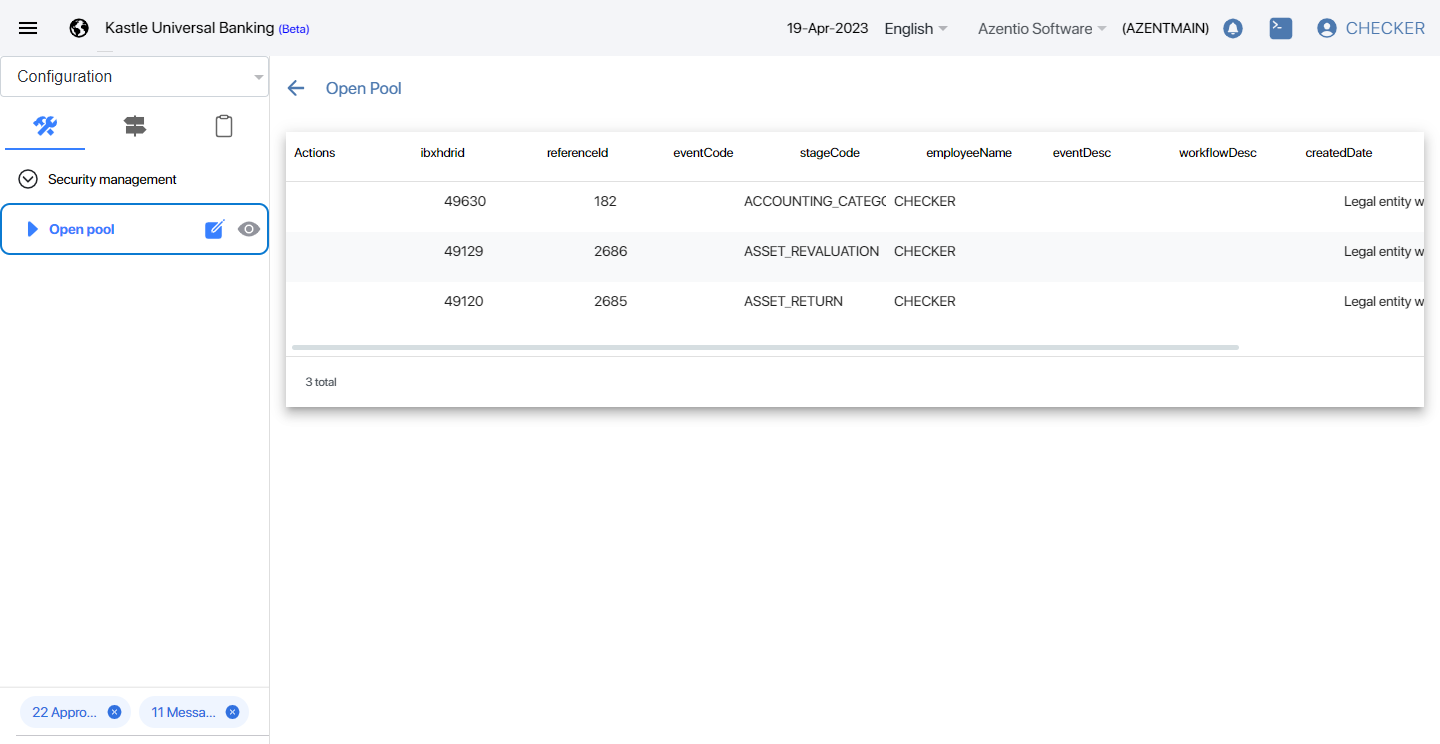 Kastle Universal Banking (Beta) 19-Apr-2023 English Azentio Software (AZENTMAIN) CHECKER
Configuration
Security management
Open pool
22 Appro...
11 Messa...
Open Pool
Actions ibxhdrid referenceId eventCode stageCode employeeName eventDesc workflowDesc createdDate
49630 182 ACCOUNTING_CATEGO CHECKER Legal entity w
49129 2686 ASSET_REVALUATION CHECKER Legal entity w
49120 2685 ASSET_RETURN CHECKER Legal entity w
3 total